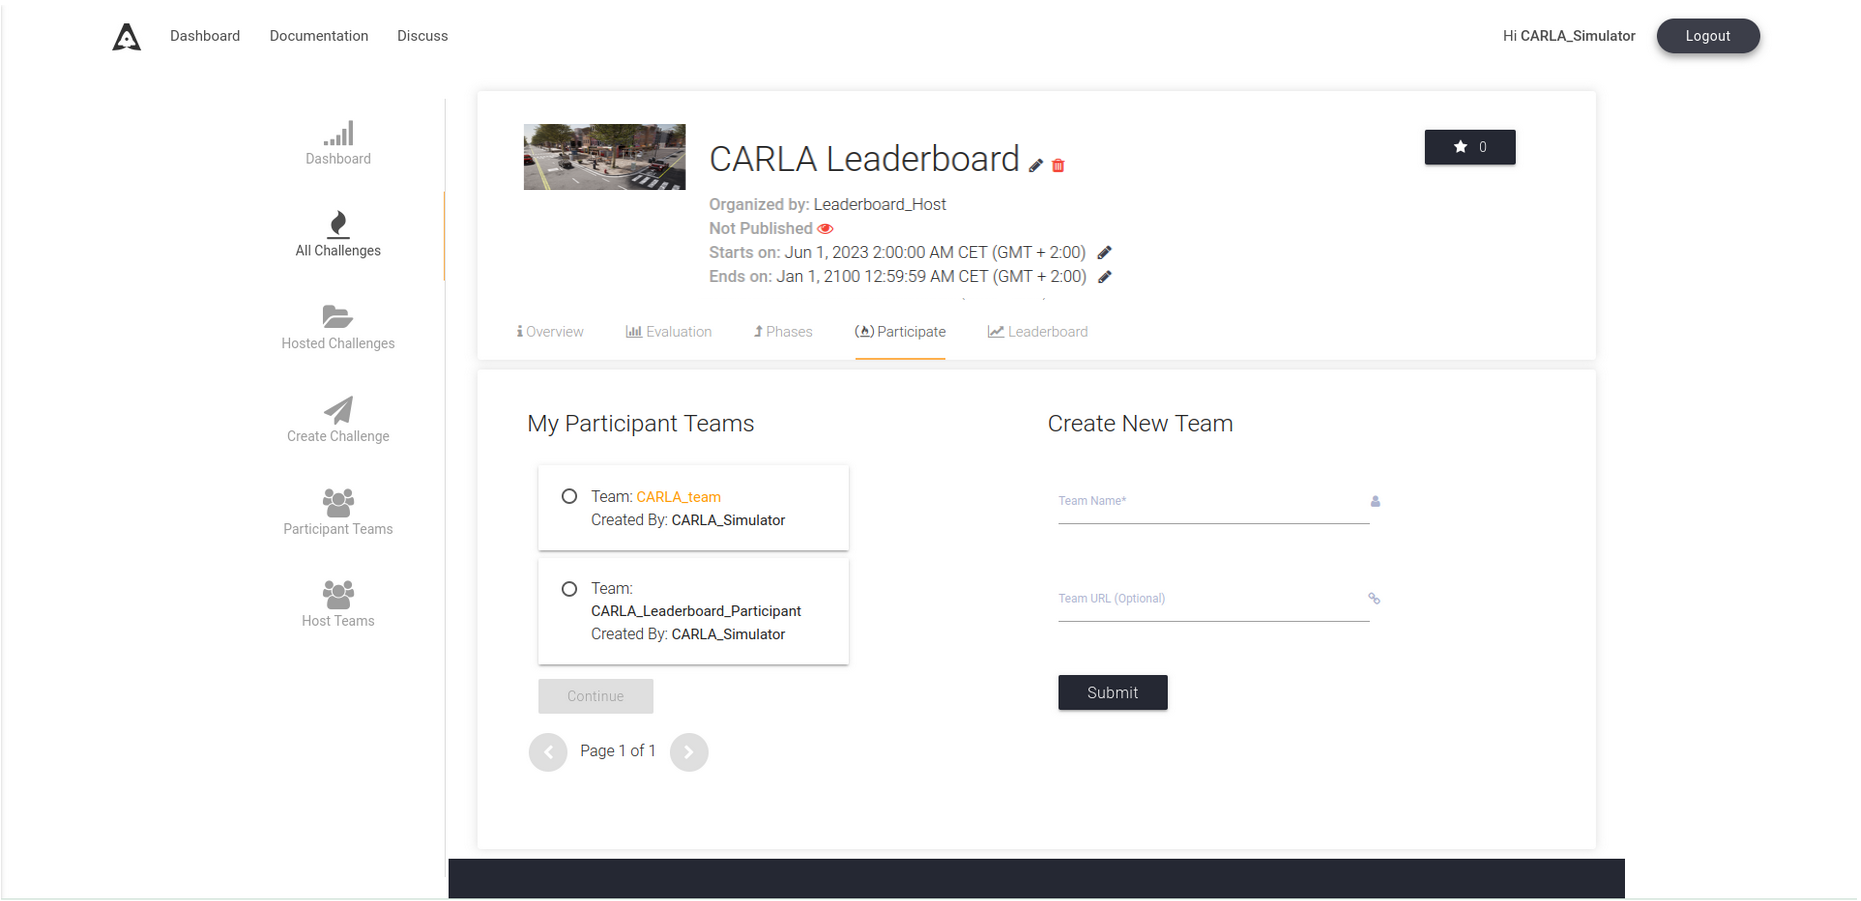 Dashboard Documentation Discuss Hi CARLA_Simulator Logout
Dashboard
All Challenges
Hosted Challenges
Create Challenge
Participant Teams
Host Teams
CARLA Leaderboard
0
Organized by: Leaderboard_Host
Not Published
Starts on: Jun 1, 2023 2:00:00 AM CET (GMT + 2:00)
Ends on: Jan 1, 2100 12:59:59 AM CET (GMT + 2:00)
Overview Evaluation Phases Participate Leaderboard
My Participant Teams
Team: CARLA_team
Created By: CARLA_Simulator
Team:
CARLA_Leaderboard_Participant
Created By: CARLA_Simulator
Continue
Page 1 of 1
Create New Team
Team Name*
Team URL (Optional)
Submit